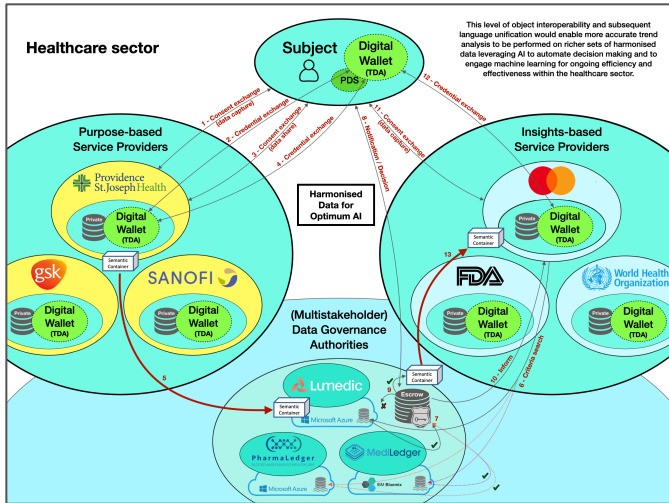 Healthcare sector
This level of object interoperability and subsequent
language unification would enable more accurate trend
analysis to be performed on richer sets of harmonised
data leveraging AI to automate decision making and to
engage machine learning for ongoing efficiency and
effectiveness within the healthcare sector.
Subject
Digital
Wallet
(TDA)
PDS
1 - Consent exchange
(data capture)
2 - Credential exchange
3 - Consent exchange
(data share)
4 - Credential exchange
8 - Notification / Decision
11 - Consent exchange
(data capture)
12 - Credential exchange
Purpose-based
Service Providers
Providence
St.JosephHealth
Private
Digital
Wallet
(TDA)
Semantic
Container
gsk
Private
Digital
Wallet
(TDA)
SANOFI
Private
Digital
Wallet
(TDA)
Harmonised
Data for
Optimum AI
Insights-based
Service Providers
Private
Digital
Wallet
(TDA)
Semantic
Container
13
FDA
Private
Digital
Wallet
(TDA)
World Health
Organization
Private
Digital
Wallet
(TDA)
(Multistakeholder)
Data Governance
Authorities
5
Lumedic
Semantic
Container
Microsoft Azure
Semantic
Container
9
Escrow
7
10 - Inform
6 - Criteria search
PharmaLedger
Microsoft Azure
MediLedger
IBM Bluemix